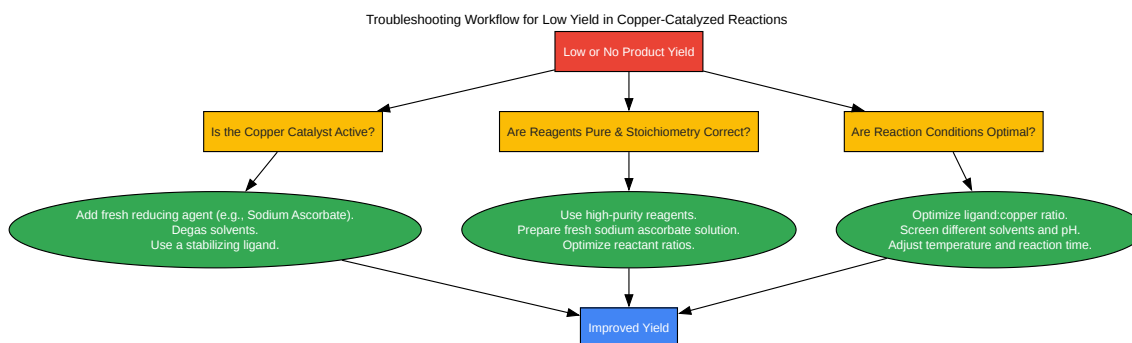 Troubleshooting Workflow for Low Yield in Copper-Catalyzed Reactions
Low or No Product Yield
Is the Copper Catalyst Active?
Are Reagents Pure & Stoichiometry Correct?
Are Reaction Conditions Optimal?
Add fresh reducing agent (e.g., Sodium Ascorbate).
Degas solvents.
Use a stabilizing ligand.
Use high-purity reagents.
Prepare fresh sodium ascorbate solution.
Optimize reactant ratios.
Optimize ligand:copper ratio.
Screen different solvents and pH.
Adjust temperature and reaction time.
Improved Yield